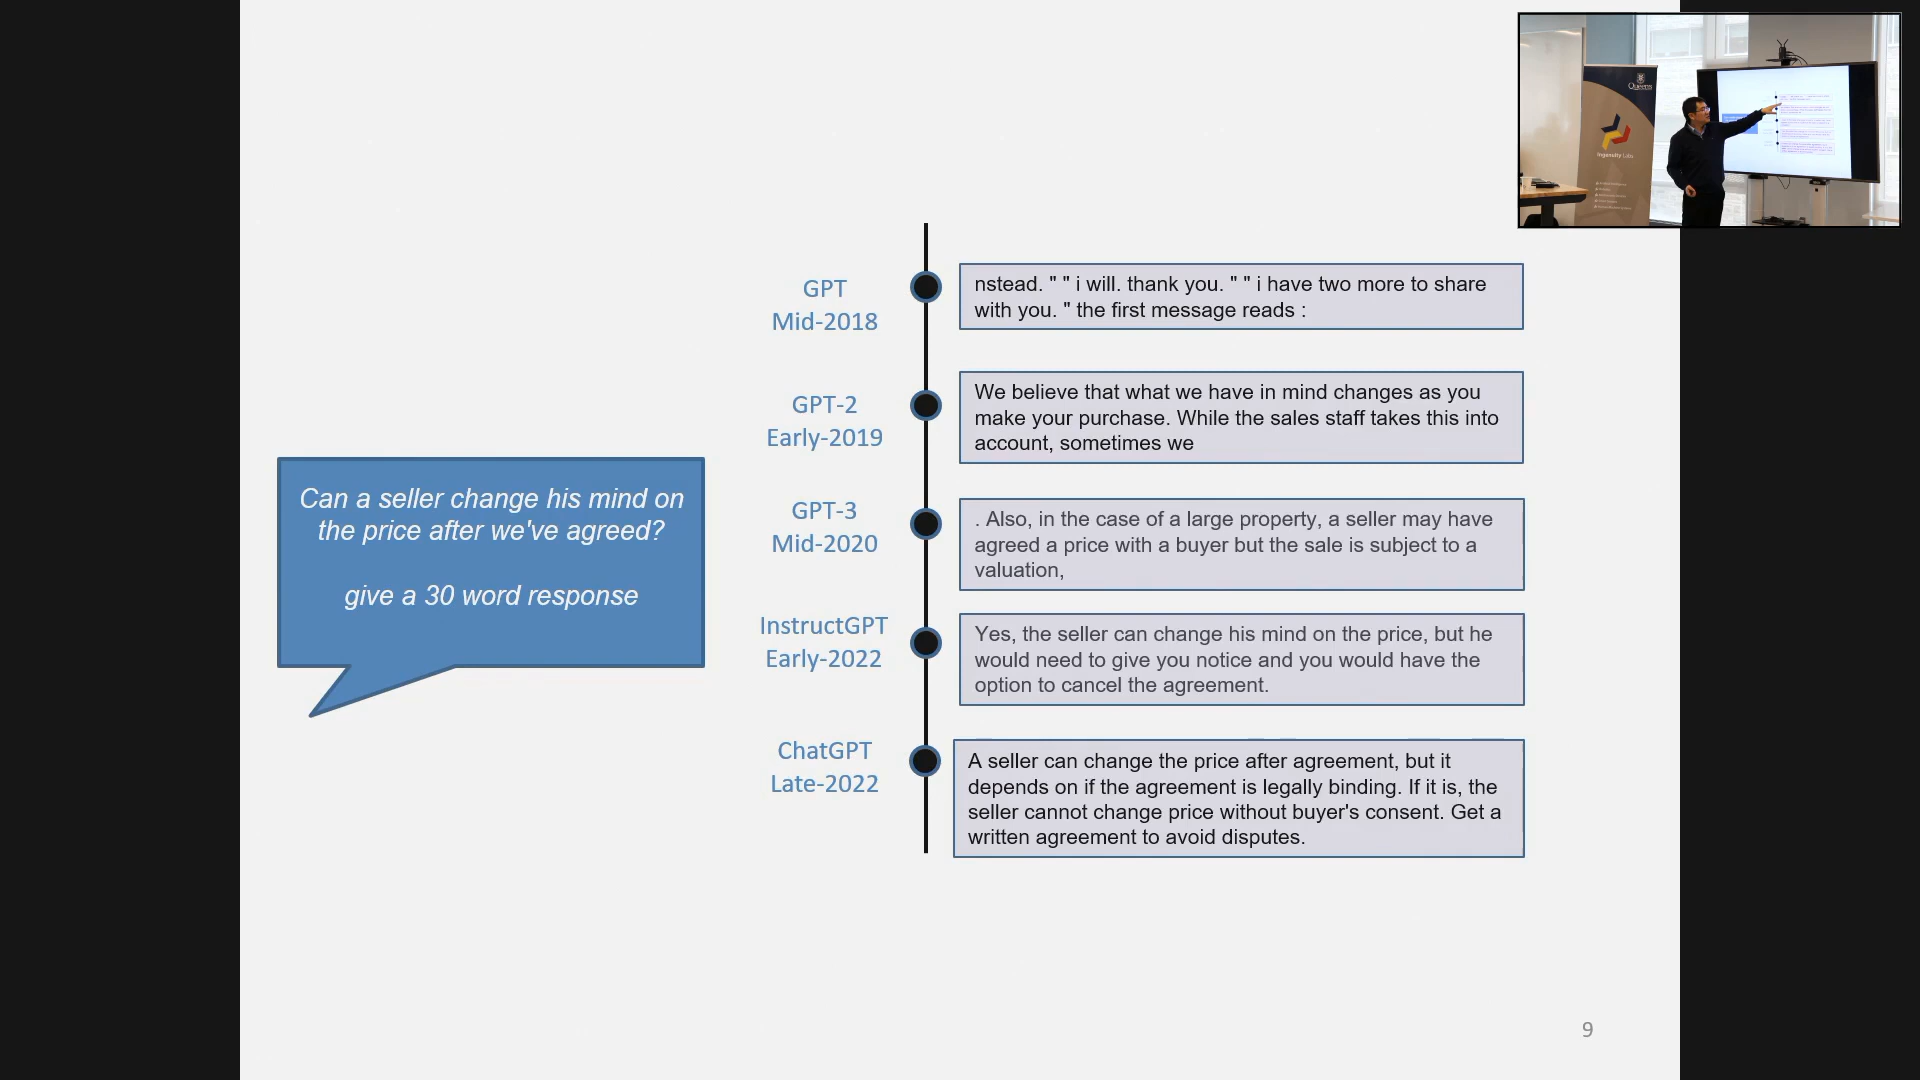 Can a seller change his mind on
the price after we've agreed?
give a 30 word response
GPT
Mid-2018
nstead. " " i will. thank you. " " i have two more to share
with you. " the first message reads :
GPT-2
Early-2019
We believe that what we have in mind changes as you
make your purchase. While the sales staff takes this into
account, sometimes we
GPT-3
Mid-2020
. Also, in the case of a large property, a seller may have
agreed a price with a buyer but the sale is subject to a
valuation,
InstructGPT
Early-2022
Yes, the seller can change his mind on the price, but he
would need to give you notice and you would have the
option to cancel the agreement.
ChatGPT
Late-2022
A seller can change the price after agreement, but it
depends on if the agreement is legally binding. If it is, the
seller cannot change price without buyer's consent. Get a
written agreement to avoid disputes.
9
Queens
Ingenuity Labs